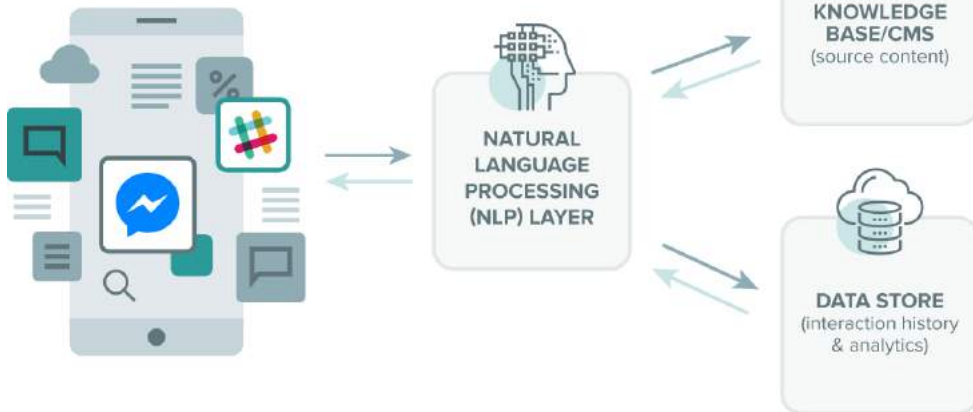 KNOWLEDGE
BASE/CMS
(source content)
NATURAL
LANGUAGE
PROCESSING
(NLP) LAYER
DATA STORE
(interaction history
& analytics)